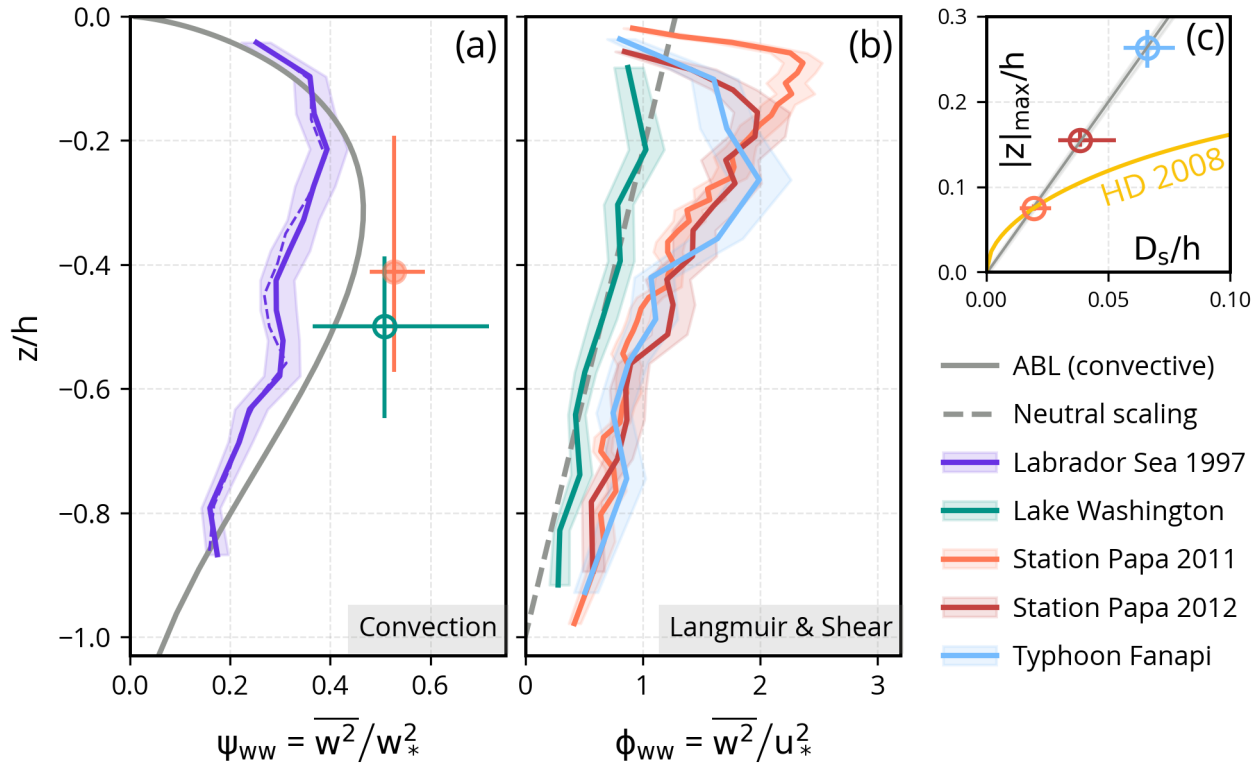 (a)
0.0
−0.2
−0.4
−0.6
−0.8
−1.0
z/h
Convection
0.0 0.2 0.4 0.6
ψww = w²/w*²
(b)
Langmuir & Shear
0 1 2 3
ϕww = w²/u*²
(c)
0.3
0.2
0.1
0.0
|z|max/h
HD 2008
Ds/h
0.00 0.05 0.10
ABL (convective)
Neutral scaling
Labrador Sea 1997
Lake Washington
Station Papa 2011
Station Papa 2012
Typhoon Fanapi